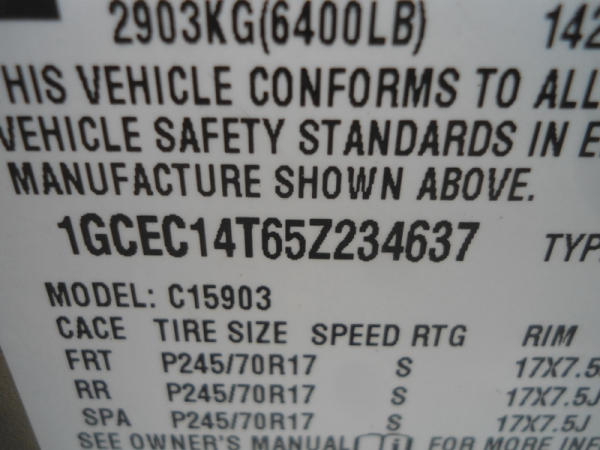 2903KG(6400LB) 142
THIS VEHICLE CONFORMS TO ALL
VEHICLE SAFETY STANDARDS IN E
MANUFACTURE SHOWN ABOVE.
1GCEC14T65Z234637 TYP
MODEL: C15903
CACE TIRE SIZE SPEED RTG RIM
FRT P245/70R17 S 17X7.5
RR P245/70R17 S 17X7.5J
SPA P245/70R17 S 17X7.5J
SEE OWNER'S MANUAL FOR MORE INF